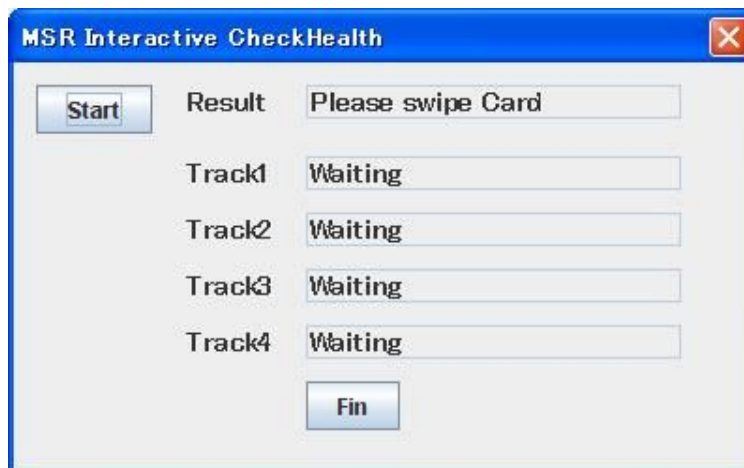 MSR Interactive CheckHealth
Start Result Please swipe Card
Track1 Waiting
Track2 Waiting
Track3 Waiting
Track4 Waiting
Fin